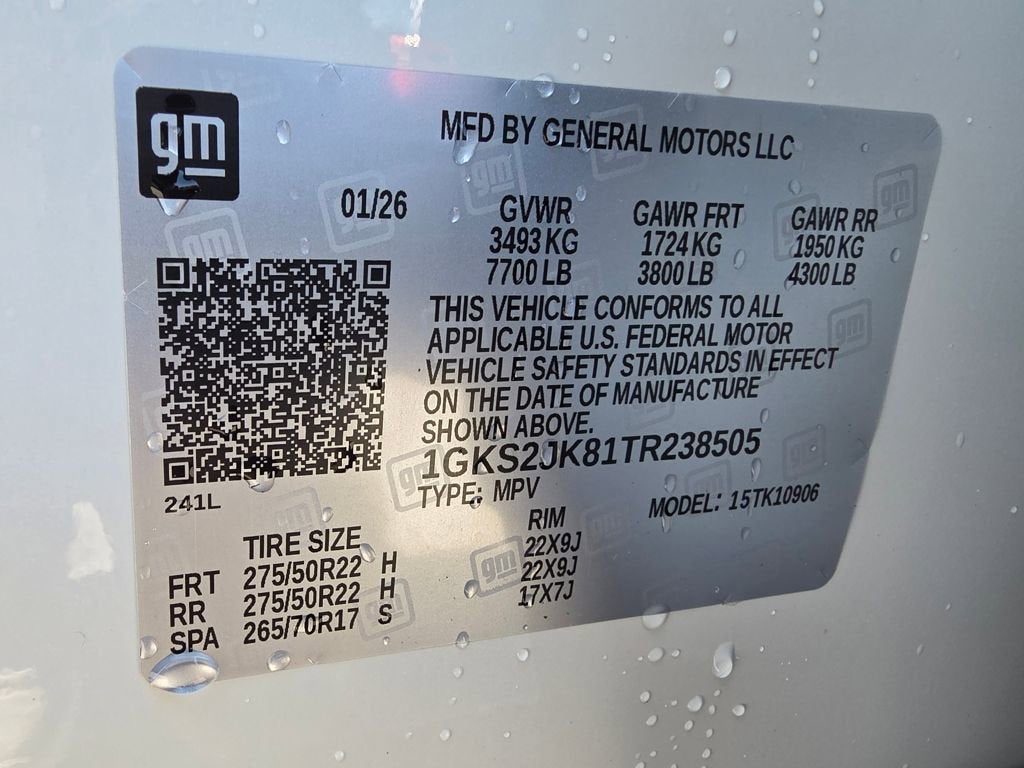 gm
MFD BY GENERAL MOTORS LLC
01/26
GVWR GAWR FRT GAWR RR
3493 KG 1724 KG 1950 KG
7700 LB 3800 LB 4300 LB
THIS VEHICLE CONFORMS TO ALL
APPLICABLE U.S. FEDERAL MOTOR
VEHICLE SAFETY STANDARDS IN EFFECT
ON THE DATE OF MANUFACTURE
SHOWN ABOVE.
1GKS2JK81TR238505
TYPE: MPV MODEL: 15TK10906
241L
TIRE SIZE RIM
FRT 275/50R22 H 22X9J
RR 275/50R22 H 22X9J
SPA 265/70R17 S 17X7J